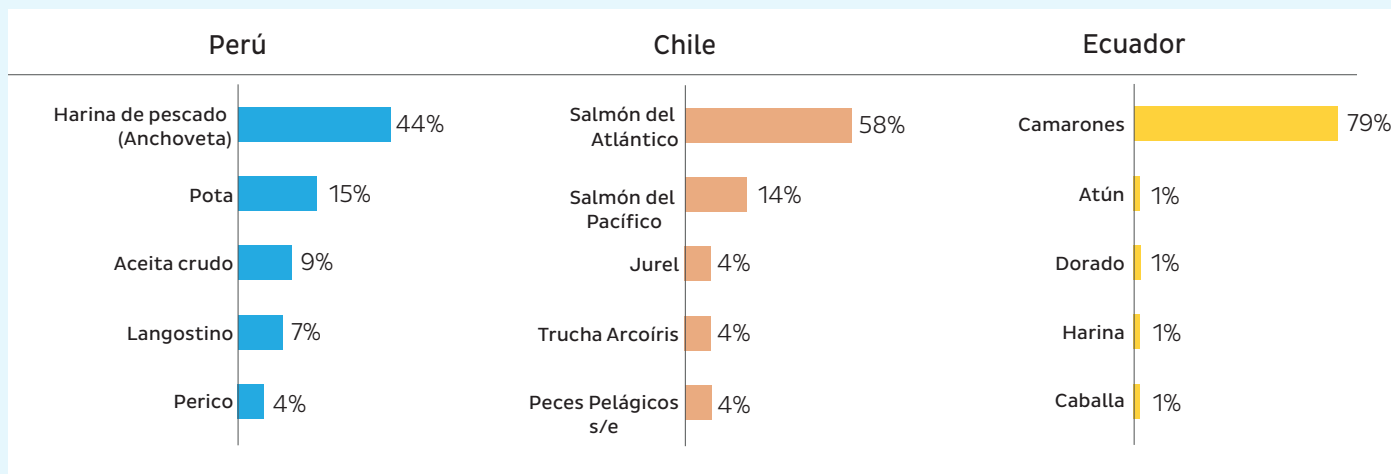 Perú
Harina de pescado
(Anchoveta)
44%
Pota
15%
Aceita crudo
9%
Langostino
7%
Perico
4%
Chile
Salmón del
Atlántico
58%
Salmón del
Pacífico
14%
Jurel
4%
Trucha Arcoíris
4%
Peces Pelágicos
s/e
4%
Ecuador
Camarones
79%
Atún
1%
Dorado
1%
Harina
1%
Caballa
1%